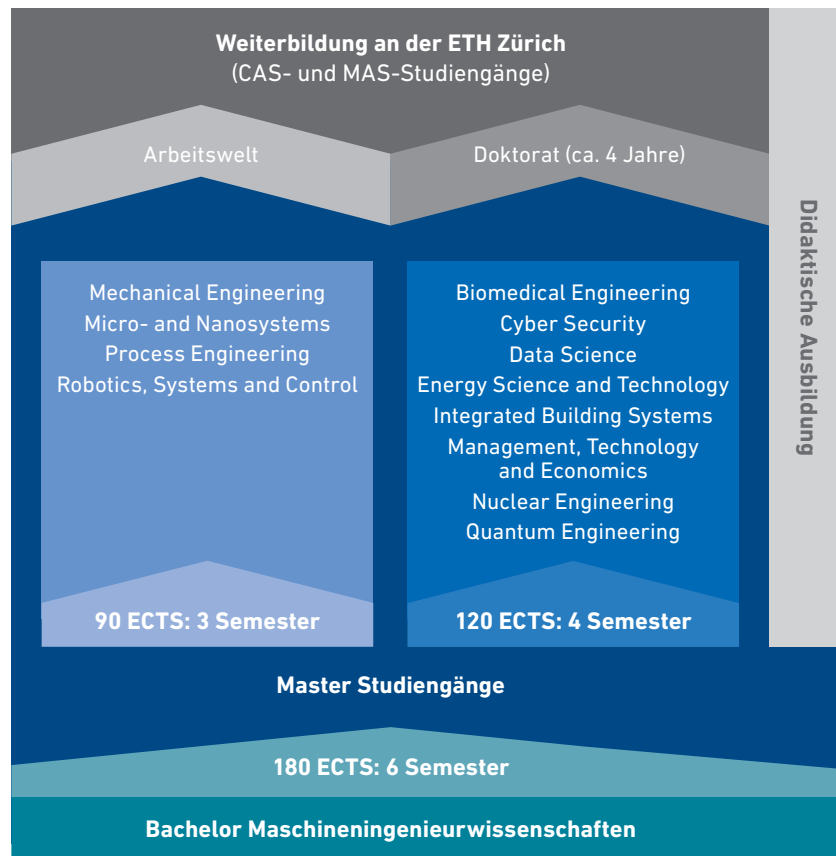 Weiterbildung an der ETH Zürich
(CAS- und MAS-Studiengänge)
Arbeitswelt
Doktorat (ca. 4 Jahre)
Didaktische Ausbildung
Mechanical Engineering
Micro- and Nanosystems
Process Engineering
Robotics, Systems and Control
90 ECTS: 3 Semester
Biomedical Engineering
Cyber Security
Data Science
Energy Science and Technology
Integrated Building Systems
Management, Technology
and Economics
Nuclear Engineering
Quantum Engineering
120 ECTS: 4 Semester
Master Studiengänge
180 ECTS: 6 Semester
Bachelor Maschineningenieurwissenschaften